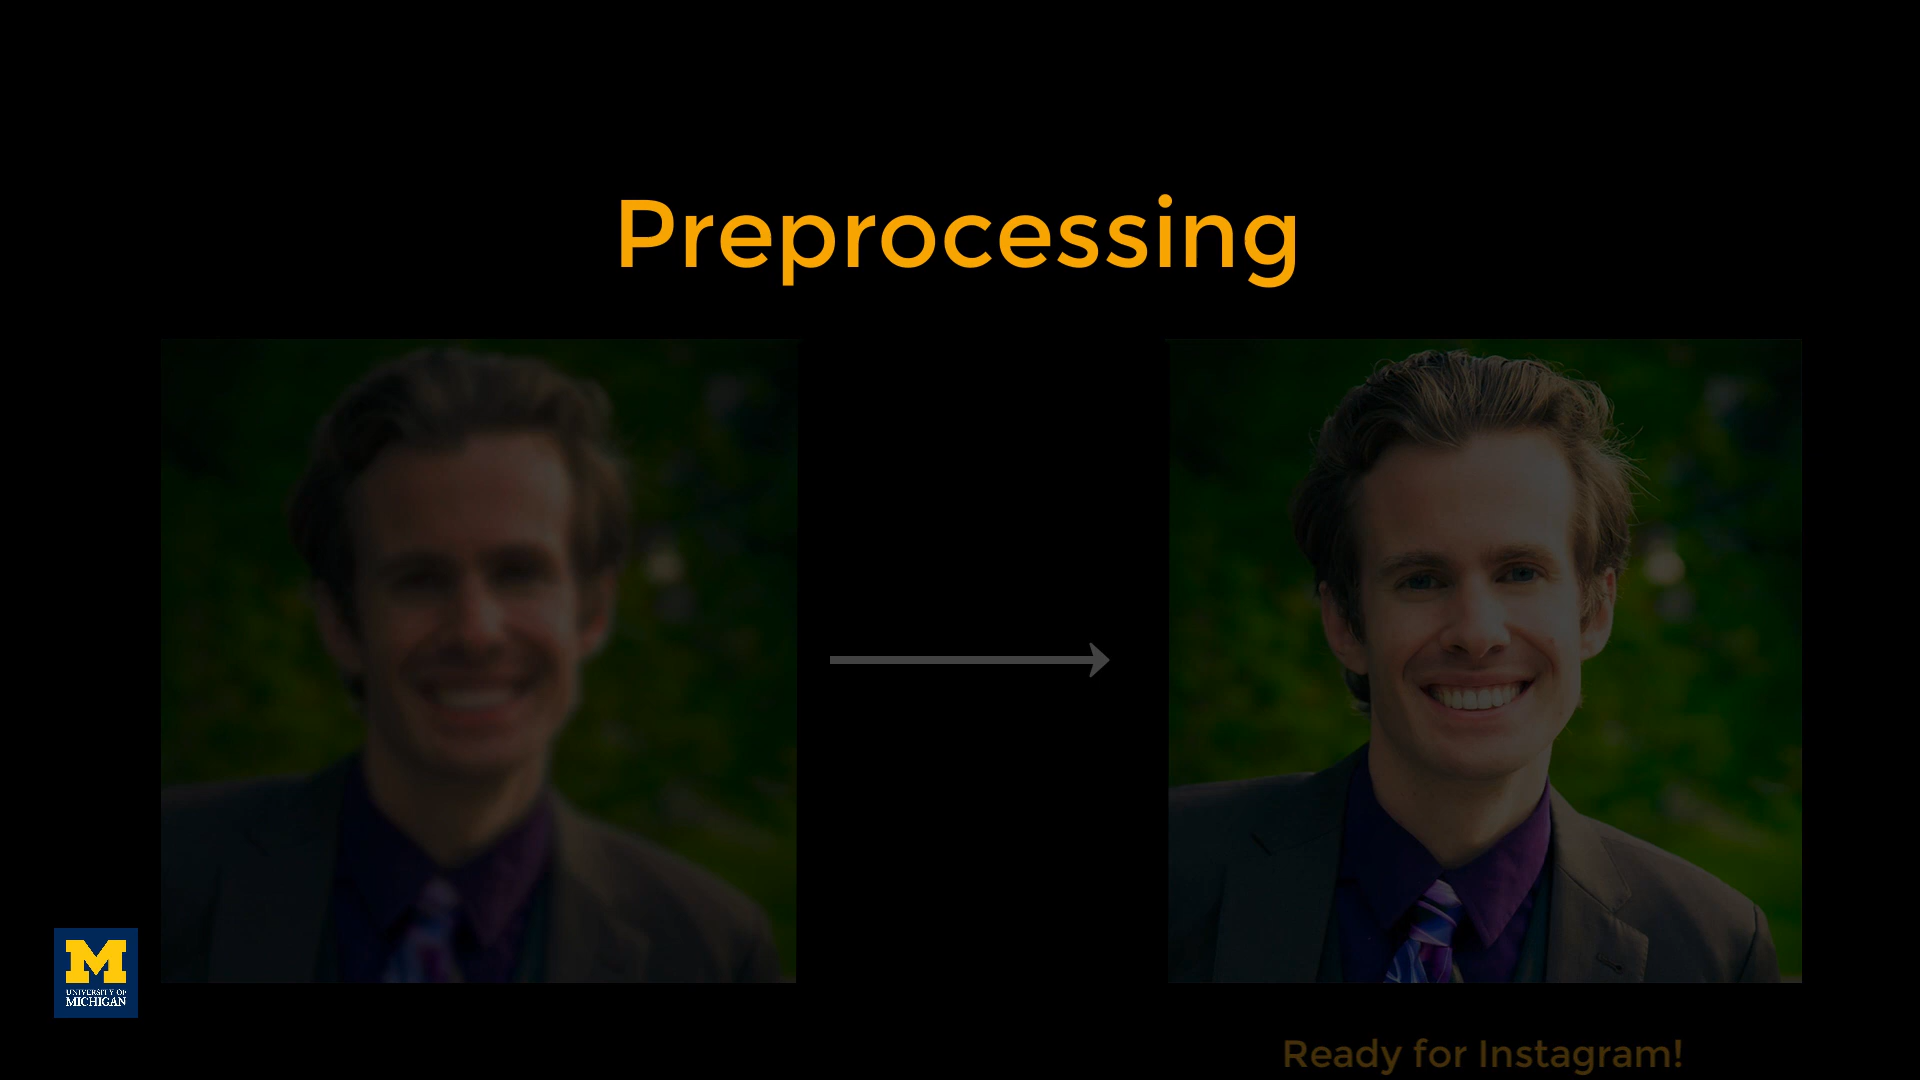 Preprocessing
M
UNIVERSITY OF
MICHIGAN
Ready for Instagram!